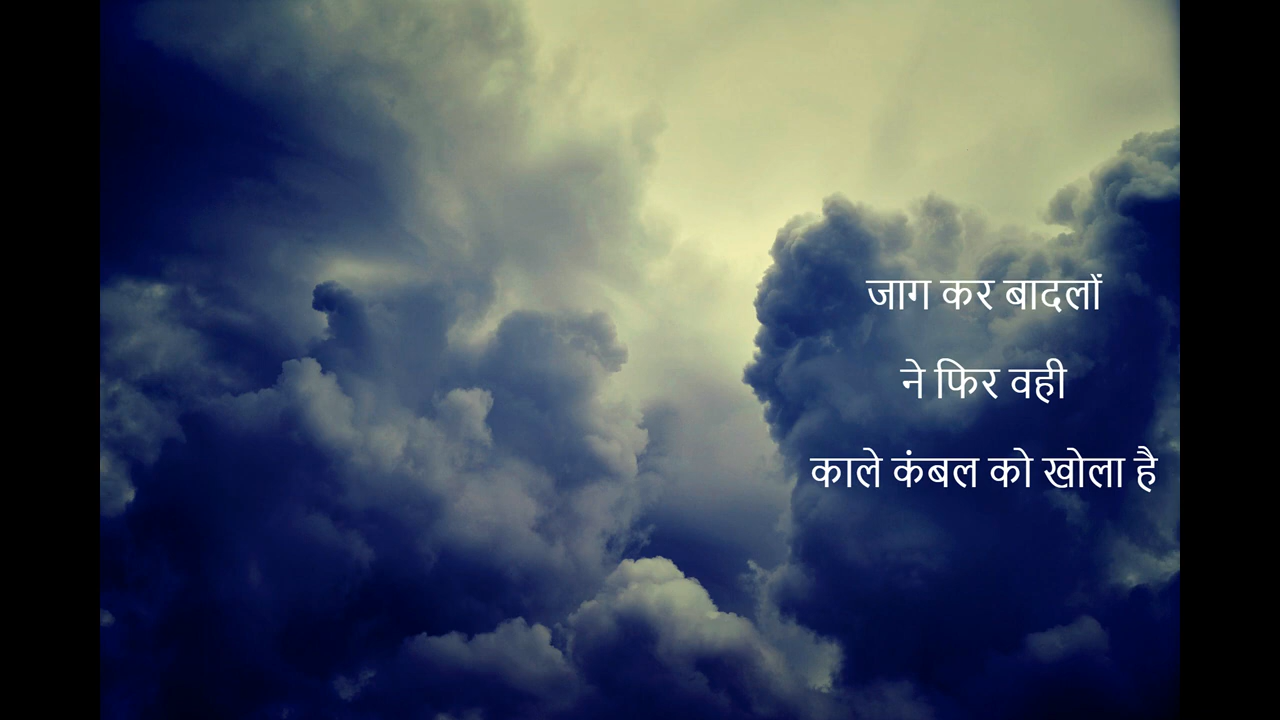 जाग कर बादलों
ने फिर वही
काले कंबल को खोला है